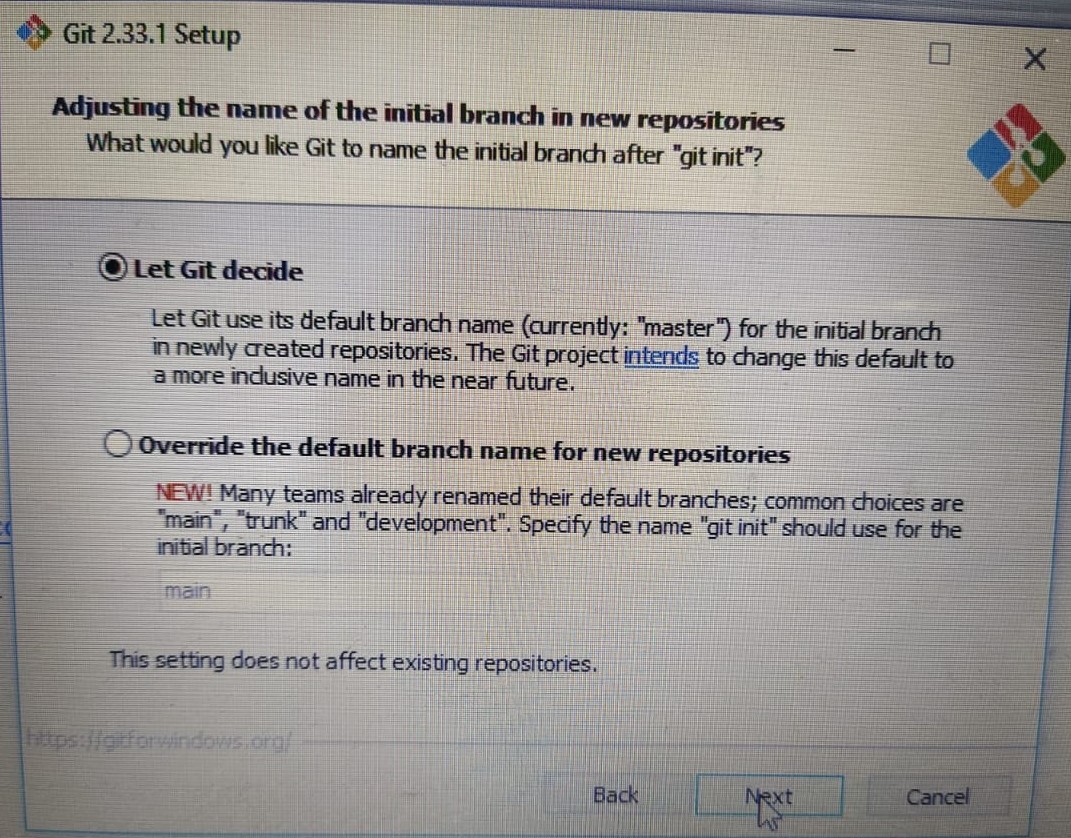 Git 2.33.1 Setup
Adjusting the name of the initial branch in new repositories
What would you like Git to name the initial branch after "git init"?
Let Git decide
Let Git use its default branch name (currently: "master") for the initial branch
in newly created repositories. The Git project intends to change this default to
a more inclusive name in the near future.
Override the default branch name for new repositories
NEW! Many teams already renamed their default branches; common choices are
"main", "trunk" and "development". Specify the name "git init" should use for the
initial branch:
main
This setting does not affect existing repositories.
https://gitforwindows.org/
Back
Next
Cancel